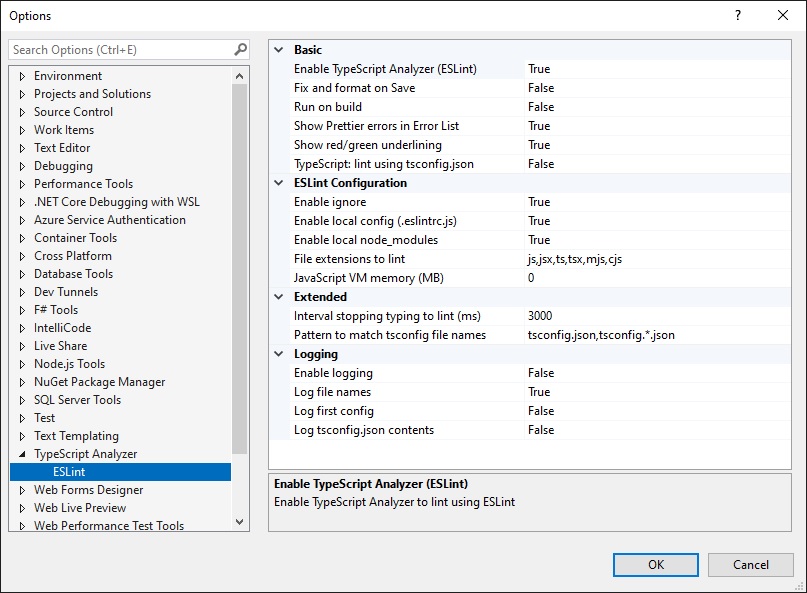 Options
?
Search Options (Ctrl+E)
Environment
Projects and Solutions
Source Control
Work Items
Text Editor
Debugging
Performance Tools
.NET Core Debugging with WSL
Azure Service Authentication
Container Tools
Cross Platform
Database Tools
Dev Tunnels
F# Tools
IntelliCode
Live Share
Node.js Tools
NuGet Package Manager
SQL Server Tools
Test
Text Templating
TypeScript Analyzer
ESLint
Web Forms Designer
Web Live Preview
Web Performance Test Tools
Basic
Enable TypeScript Analyzer (ESLint) True
Fix and format on Save False
Run on build False
Show Prettier errors in Error List True
Show red/green underlining True
TypeScript: lint using tsconfig.json False
ESLint Configuration
Enable ignore True
Enable local config (.eslintrc.js) True
Enable local node_modules True
File extensions to lint js,jsx,ts,tsx,mjs,cjs
JavaScript VM memory (MB) 0
Extended
Interval stopping typing to lint (ms) 3000
Pattern to match tsconfig file names tsconfig.json,tsconfig.*.json
Logging
Enable logging False
Log file names True
Log first config False
Log tsconfig.json contents False
Enable TypeScript Analyzer (ESLint)
Enable TypeScript Analyzer to lint using ESLint
OK Cancel